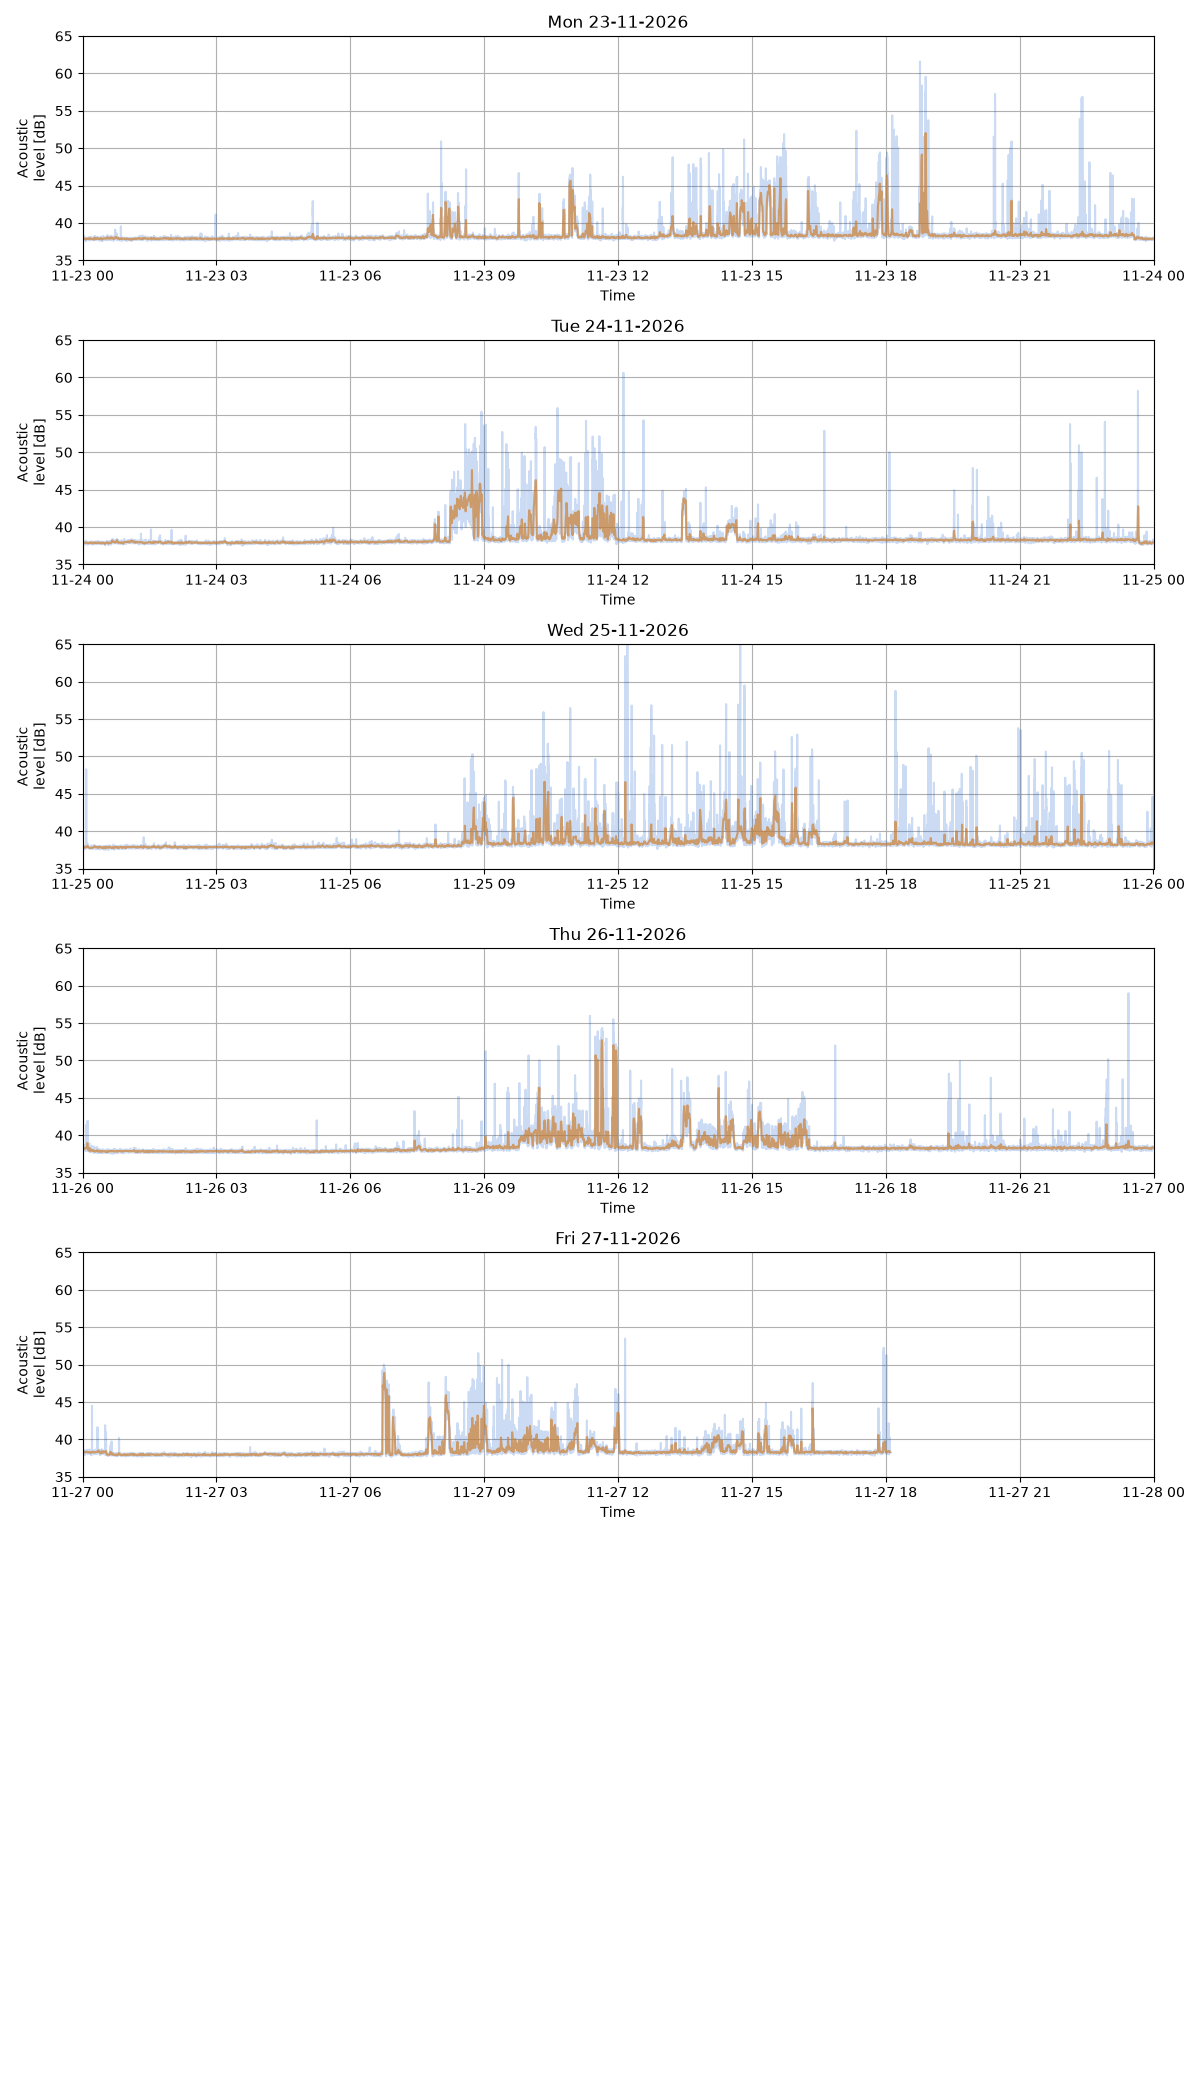 Mon 23-11-2026
65
60
55
50
45
40
35
Acoustic
level [dB]
11-23 00 11-23 03 11-23 06 11-23 09 11-23 12 11-23 15 11-23 18 11-23 21 11-24 00
Time
Tue 24-11-2026
65
60
55
50
45
40
35
Acoustic
level [dB]
11-24 00 11-24 03 11-24 06 11-24 09 11-24 12 11-24 15 11-24 18 11-24 21 11-25 00
Time
Wed 25-11-2026
65
60
55
50
45
40
35
Acoustic
level [dB]
11-25 00 11-25 03 11-25 06 11-25 09 11-25 12 11-25 15 11-25 18 11-25 21 11-26 00
Time
Thu 26-11-2026
65
60
55
50
45
40
35
Acoustic
level [dB]
11-26 00 11-26 03 11-26 06 11-26 09 11-26 12 11-26 15 11-26 18 11-26 21 11-27 00
Time
Fri 27-11-2026
65
60
55
50
45
40
35
Acoustic
level [dB]
11-27 00 11-27 03 11-27 06 11-27 09 11-27 12 11-27 15 11-27 18 11-27 21 11-28 00
Time